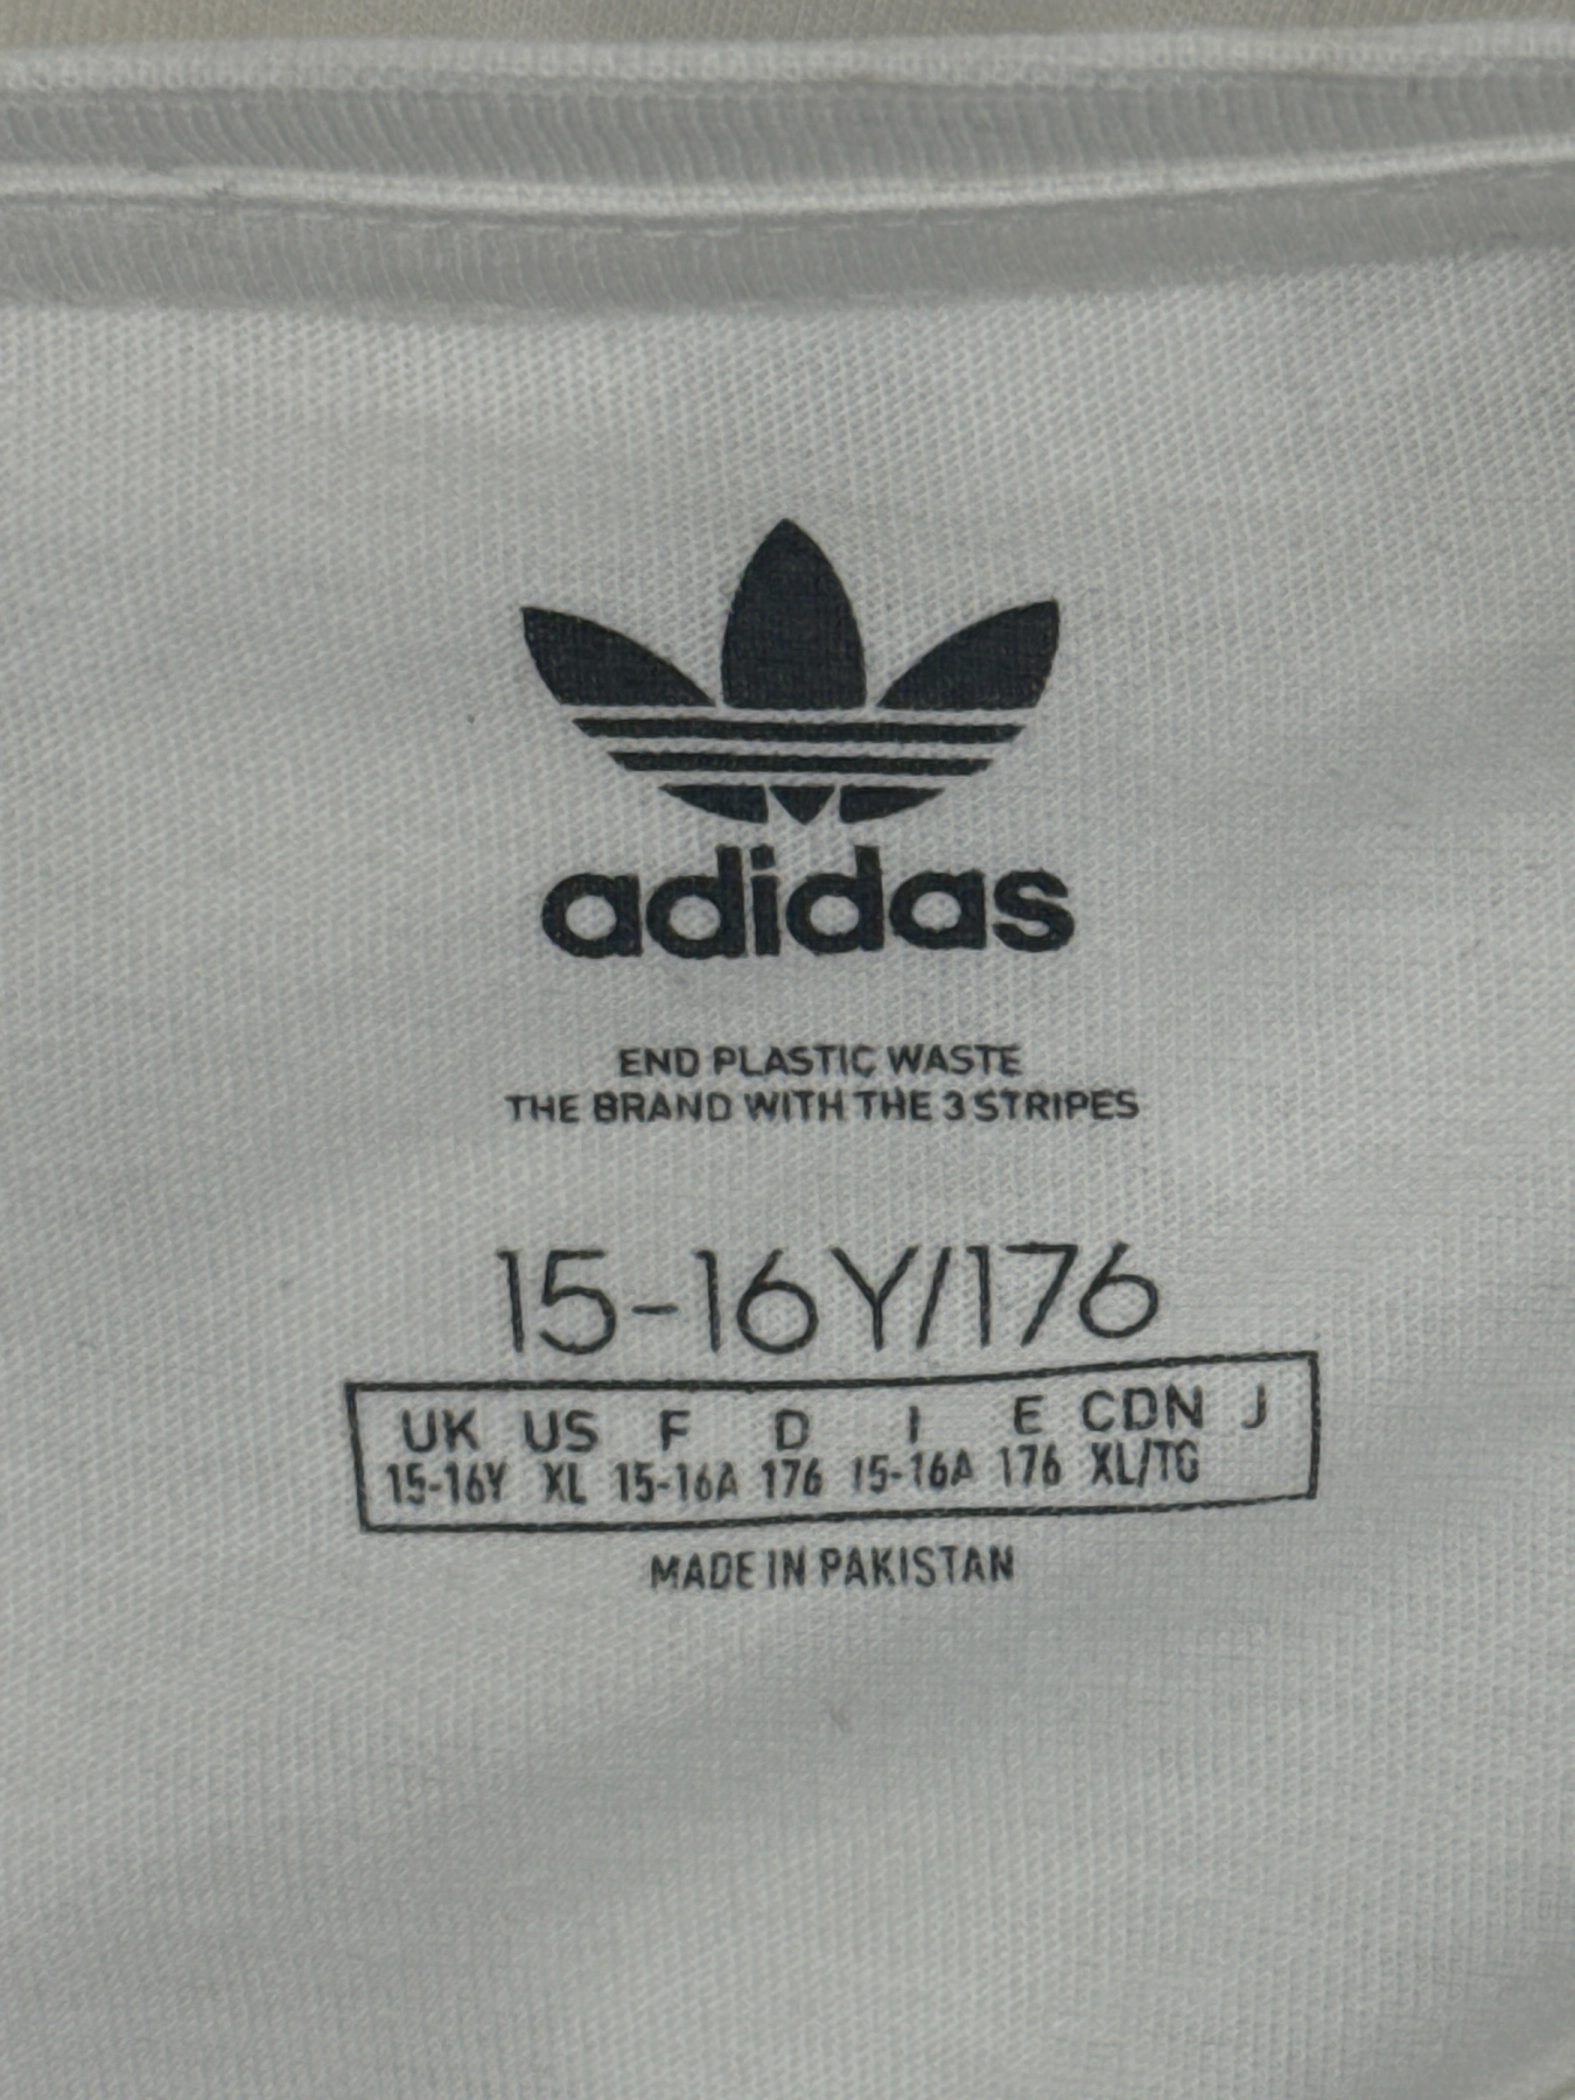 adidas
END PLASTIC WASTE
THE BRAND WITH THE 3 STRIPES
15-16Y/176
UK US F D I E CDN J
15-16Y XL 15-16A 176 15-16A 176 XL/TG
MADE IN PAKISTAN